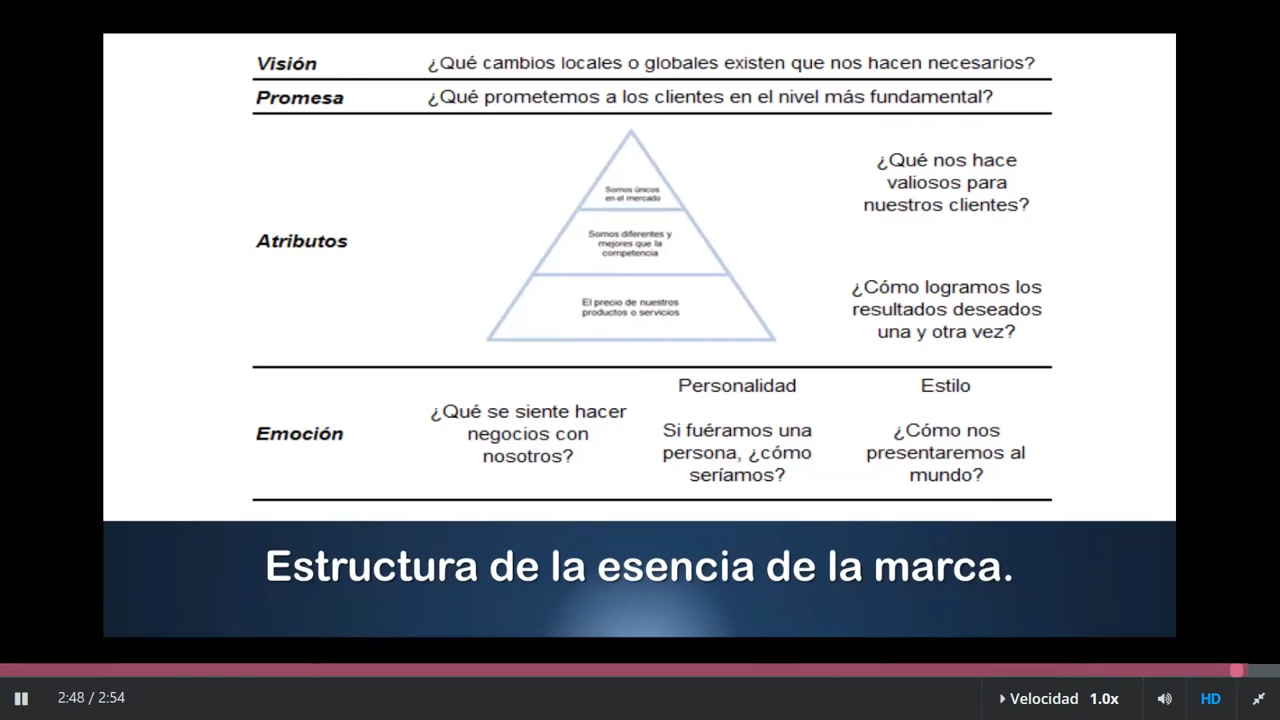 Visión ¿Qué cambios locales o globales existen que nos hacen necesarios?
Promesa ¿Qué prometemos a los clientes en el nivel más fundamental?
Atributos
Somos únicos
en el mercado
Somos diferentes y
mejores que la
competencia
El precio de nuestros
productos o servicios
¿Qué nos hace
valiosos para
nuestros clientes?
¿Cómo logramos los
resultados deseados
una y otra vez?
Emoción
¿Qué se siente hacer
negocios con
nosotros?
Personalidad
Si fuéramos una
persona, ¿cómo
seríamos?
Estilo
¿Cómo nos
presentaremos al
mundo?
Estructura de la esencia de la marca.
2:48 / 2:54
Velocidad 1.0x
HD